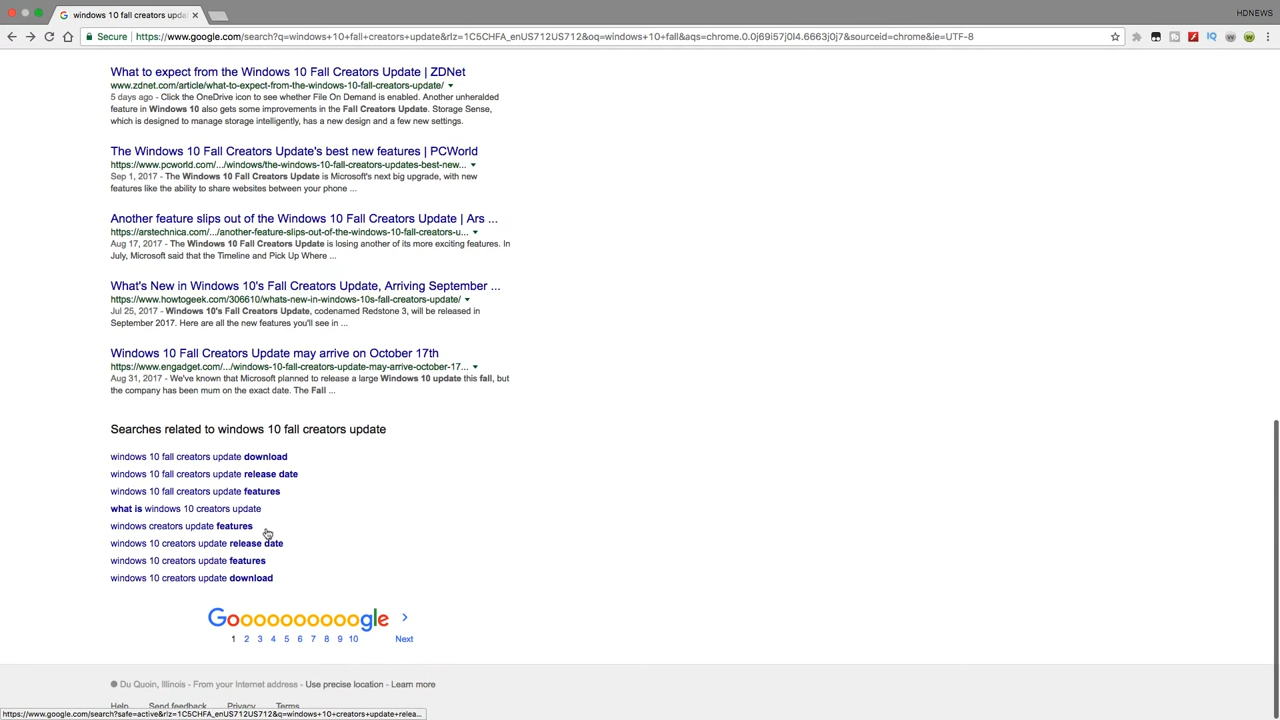 windows 10 fall creators upda
HDNEWS
Secure
https://www.google.com/search?q=windows+10+fall+creators+update&rlz=1C5CHFA_enUS712US712&oq=windows+10+fall&aqs=chrome.0.0j69i57j0l4.6663j0j7&sourceid=chrome&ie=UTF-8
What to expect from the Windows 10 Fall Creators Update | ZDNet
www.zdnet.com/article/what-to-expect-from-the-windows-10-fall-creators-update/
5 days ago - Click the OneDrive icon to see whether File On Demand is enabled. Another unheralded
feature in Windows 10 also gets some improvements in the Fall Creators Update. Storage Sense,
which is designed to manage storage intelligently, has a new design and a few new settings.
The Windows 10 Fall Creators Update's best new features | PCWorld
https://www.pcworld.com/.../windows/the-windows-10-fall-creators-updates-best-new...
Sep 1, 2017 - The Windows 10 Fall Creators Update is Microsoft's next big upgrade, with new
features like the ability to share websites between your phone ...
Another feature slips out of the Windows 10 Fall Creators Update | Ars ...
https://arstechnica.com/.../another-feature-slips-out-of-the-windows-10-fall-creators-u...
Aug 17, 2017 - The Windows 10 Fall Creators Update is losing another of its more exciting features. In
July, Microsoft said that the Timeline and Pick Up Where ...
What's New in Windows 10's Fall Creators Update, Arriving September ...
https://www.howtogeek.com/306610/whats-new-in-windows-10s-fall-creators-update/
Jul 25, 2017 - Windows 10's Fall Creators Update, codenamed Redstone 3, will be released in
September 2017. Here are all the new features you'll see in ...
Windows 10 Fall Creators Update may arrive on October 17th
https://www.engadget.com/.../windows-10-fall-creators-update-may-arrive-october-17...
Aug 31, 2017 - We've known that Microsoft planned to release a large Windows 10 update this fall, but
the company has been mum on the exact date. The Fall ...
Searches related to windows 10 fall creators update
windows 10 fall creators update download
windows 10 fall creators update release date
windows 10 fall creators update features
what is windows 10 creators update
windows creators update features
windows 10 creators update release date
windows 10 creators update features
windows 10 creators update download
Goooooooooogle
1 2 3 4 5 6 7 8 9 10 Next
Du Quoin, Illinois - From your Internet address - Use precise location - Learn more
Help Send feedback Privacy Terms
https://www.google.com/search?safe=active&rlz=1C5CHFA_enUS712US712&q=windows+10+creators+update+relea...